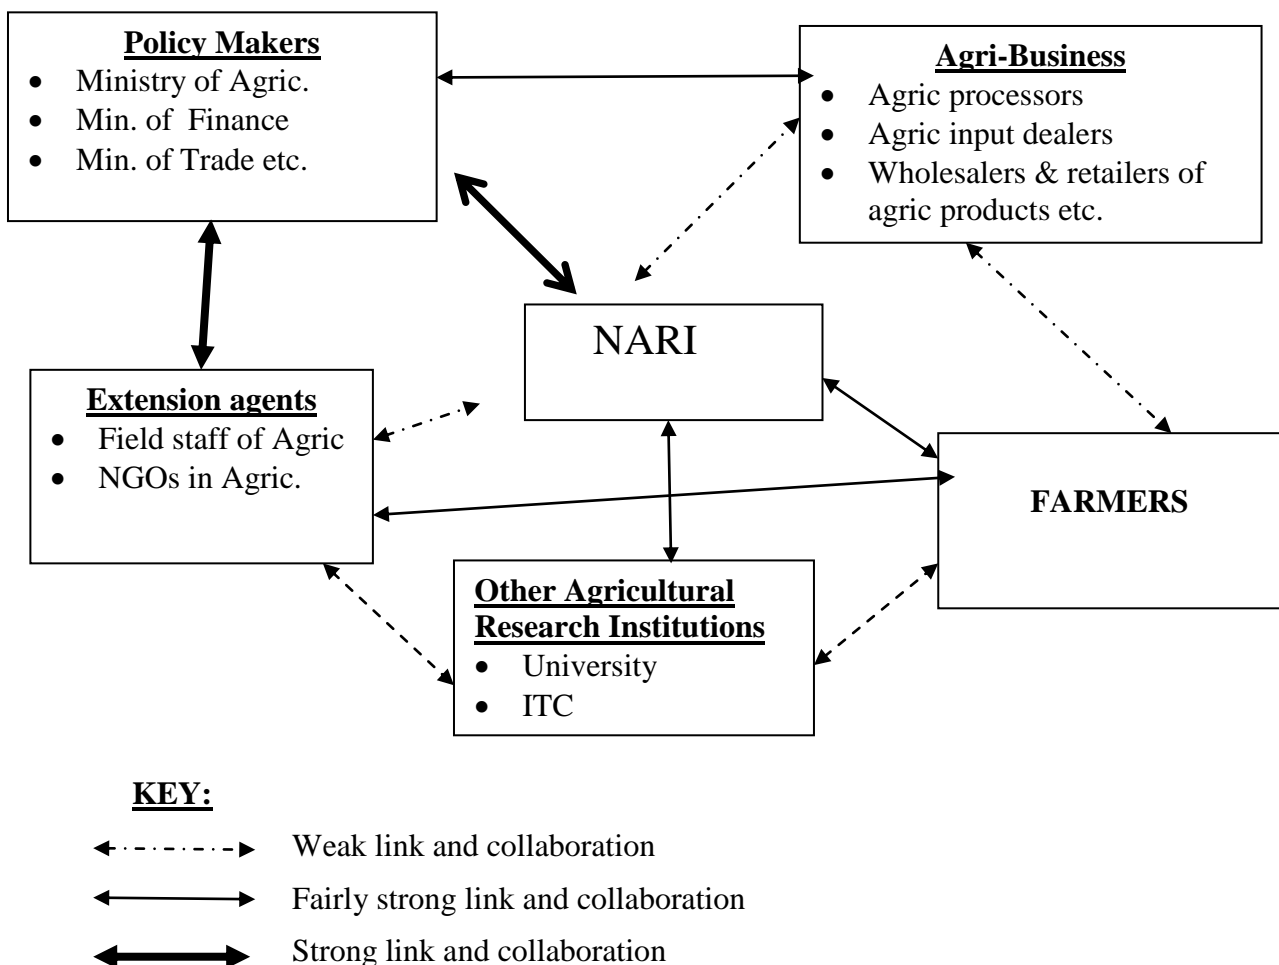 Policy Makers
• Ministry of Agric.
• Min. of Finance
• Min. of Trade etc.
Agri-Business
• Agric processors
• Agric input dealers
• Wholesalers & retailers of
agric products etc.
NARI
Extension agents
• Field staff of Agric
• NGOs in Agric.
FARMERS
Other Agricultural
Research Institutions
• University
• ITC
KEY:
Weak link and collaboration
Fairly strong link and collaboration
Strong link and collaboration